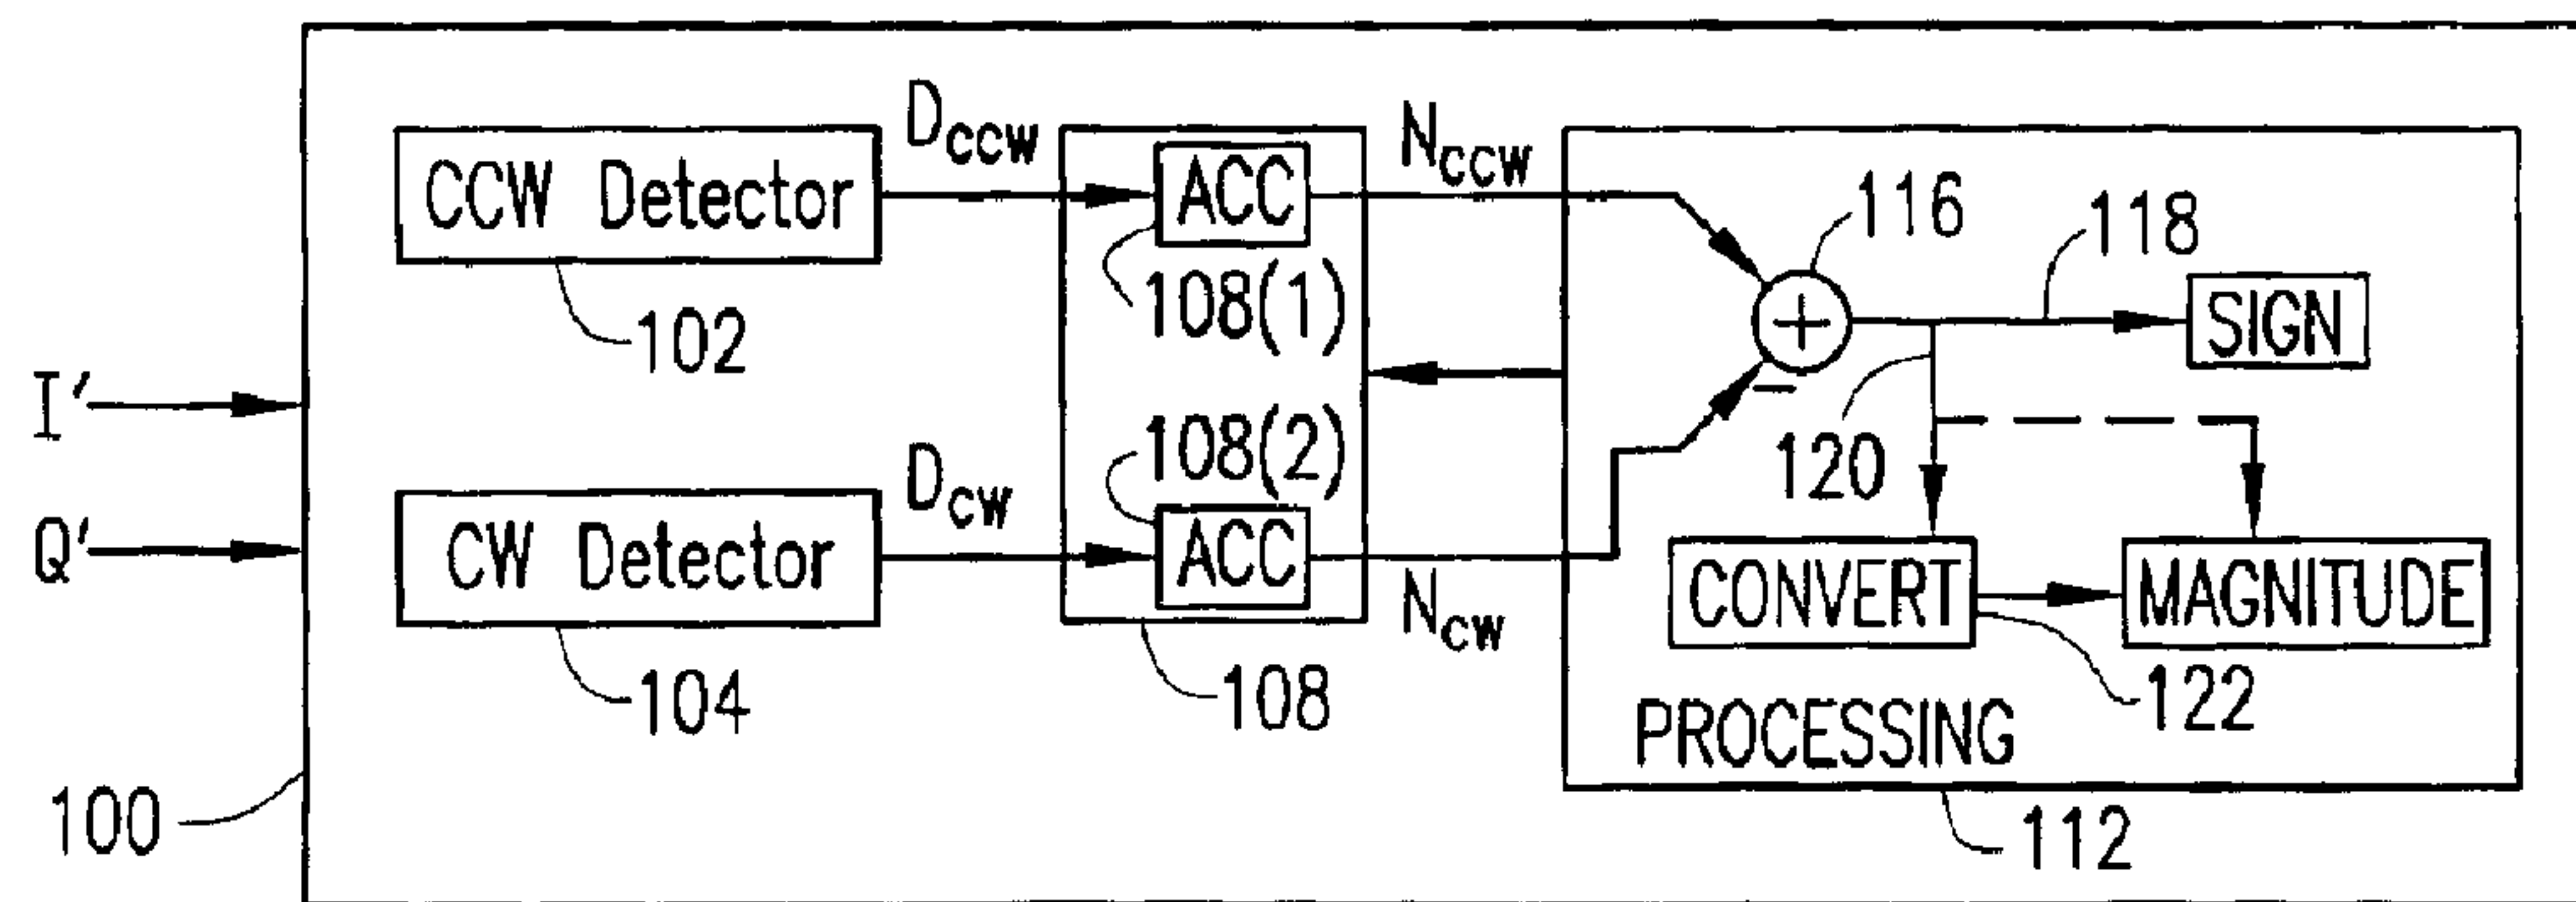 I'
Q'
100
CCW Detector
102
CW Detector
104
Dccw
Dcw
ACC
108(1)
108(2)
ACC
108
Nccw
Ncw
116
+
−
118
SIGN
120
CONVERT
MAGNITUDE
122
PROCESSING
112